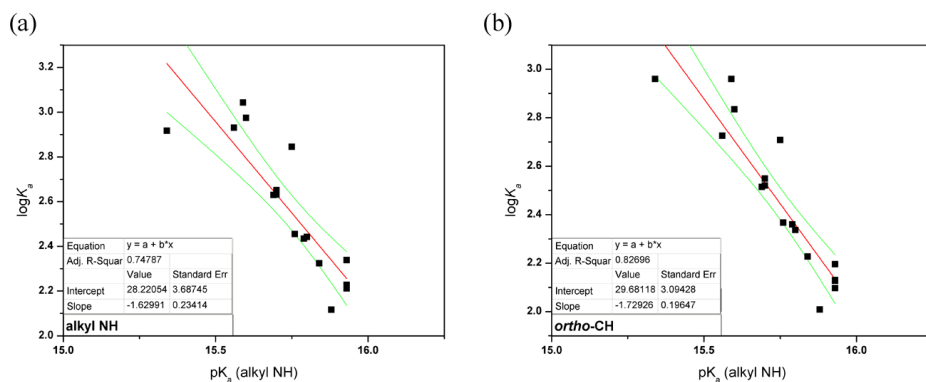 (a)
(b)
3.2
3.0
2.8
2.6
2.4
2.2
2.0
logKa
Equation y = a + b*x
Adj. R-Squar 0.74787
Value Standard Err
Intercept 28.22054 3.68745
Slope -1.62991 0.23414
alkyl NH
15.0 15.5 16.0
pKa (alkyl NH)
3.0
2.8
2.6
2.4
2.2
2.0
logKa
Equation y = a + b*x
Adj. R-Squar 0.82696
Value Standard Err
Intercept 29.68118 3.09428
Slope -1.72926 0.19647
ortho-CH
15.0 15.5 16.0
pKa (alkyl NH)